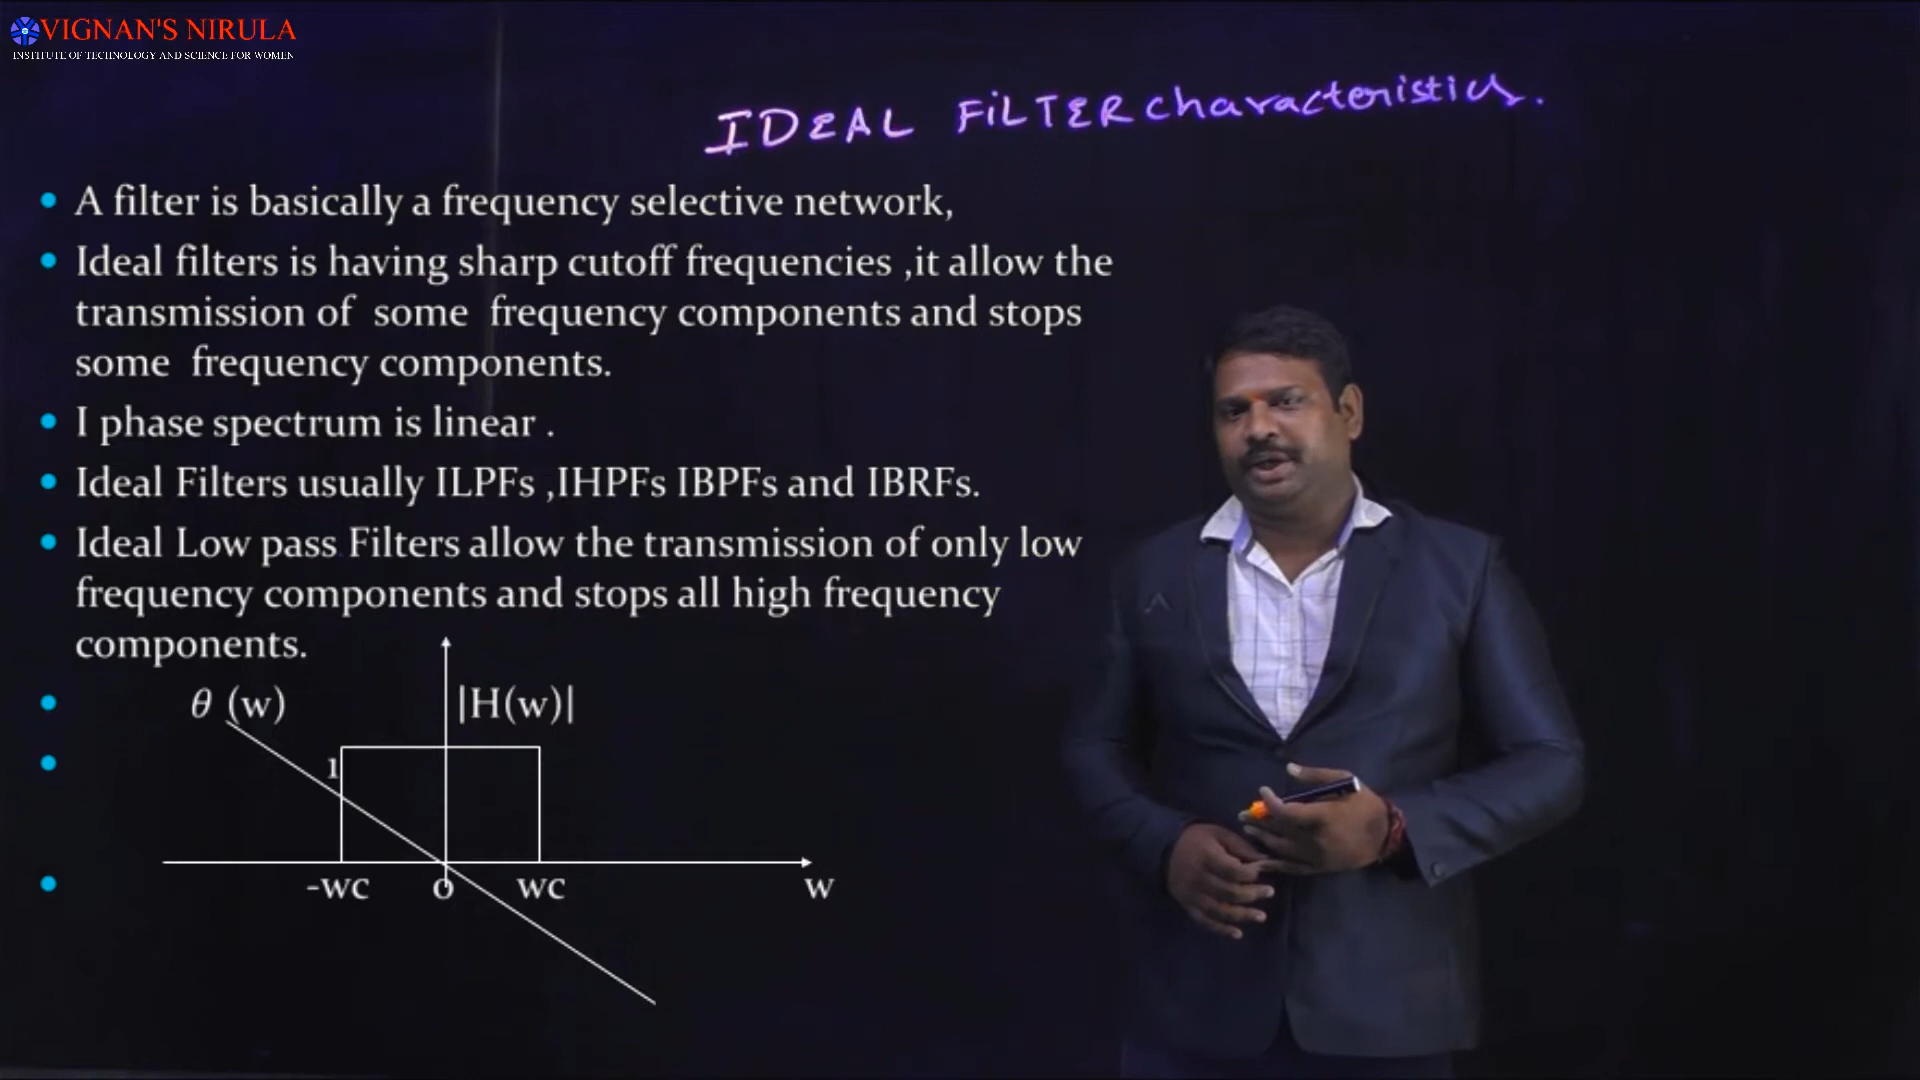 VIGNAN'S NIRULA
INSTITUTE OF TECHNOLOGY AND SCIENCE FOR WOMEN
IDEAL FiLTER characteristics.
• A filter is basically a frequency selective network,
• Ideal filters is having sharp cutoff frequencies ,it allow the
transmission of some frequency components and stops
some frequency components.
• I phase spectrum is linear .
• Ideal Filters usually ILPFs ,IHPFs IBPFs and IBRFs.
• Ideal Low pass Filters allow the transmission of only low
frequency components and stops all high frequency
components.
θ (w) |H(w)|
1
-wc 0 wc w